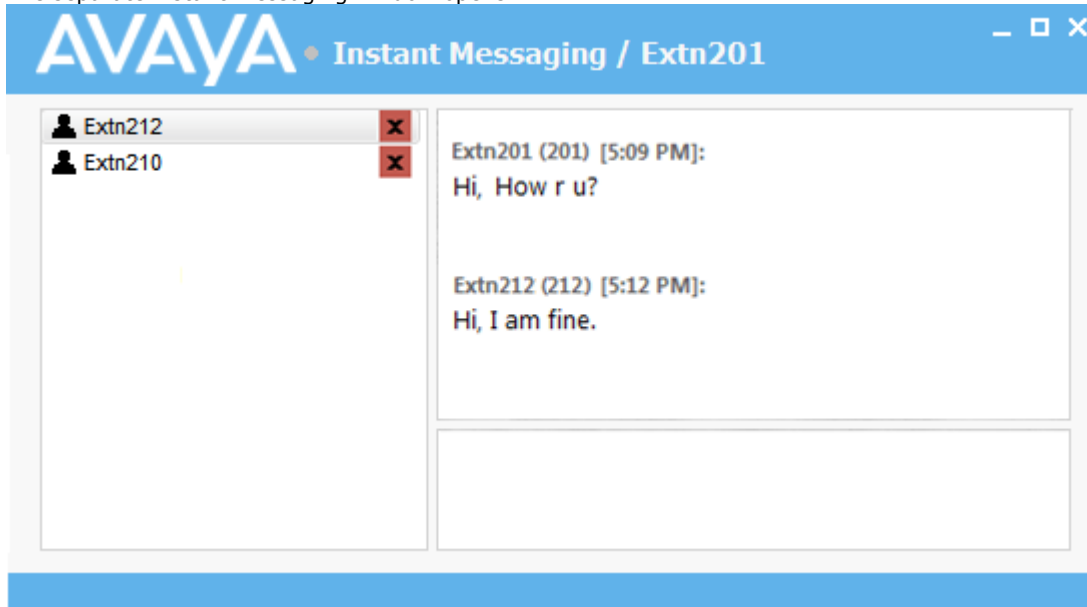 AVAYA • Instant Messaging / Extn201
Extn212
Extn210
Extn201 (201) [5:09 PM]:
Hi, How r u?
Extn212 (212) [5:12 PM]:
Hi, I am fine.